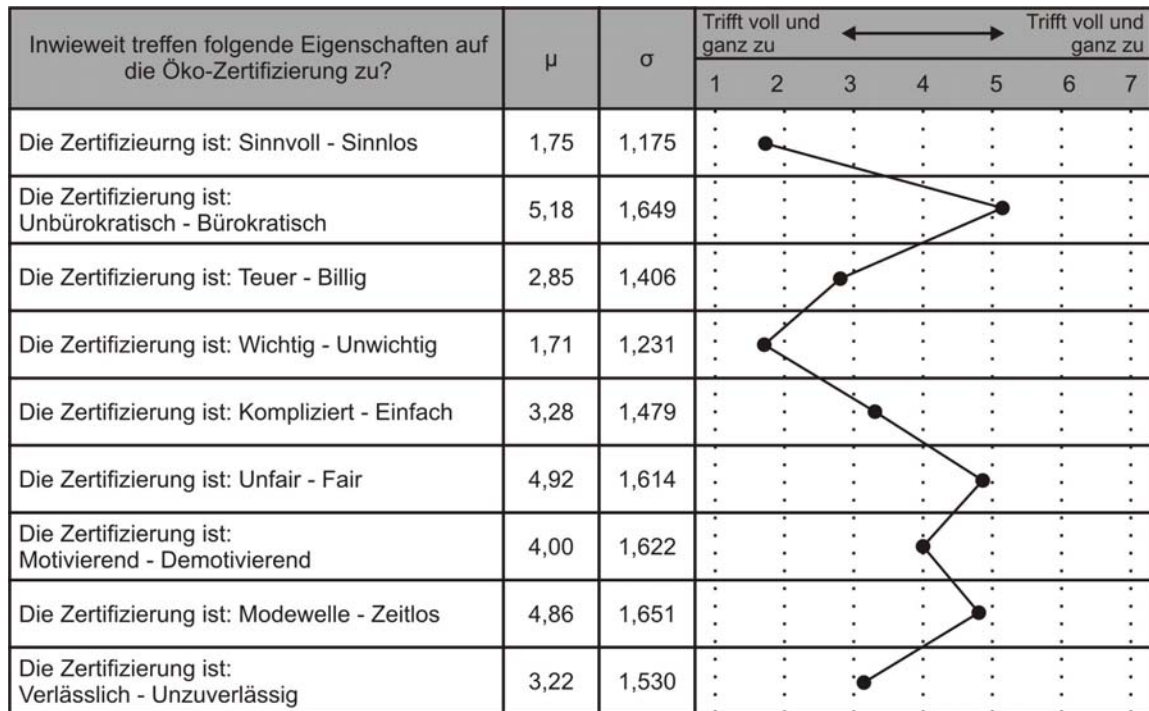 Inwieweit treffen folgende Eigenschaften auf
die Öko-Zertifizierung zu?
μ
σ
Trifft voll und
ganz zu
Trifft voll und
ganz zu
1 2 3 4 5 6 7
Die Zertifizieurng ist: Sinnvoll - Sinnlos 1,75 1,175
Die Zertifizierung ist:
Unbürokratisch - Bürokratisch 5,18 1,649
Die Zertifizierung ist: Teuer - Billig 2,85 1,406
Die Zertifizierung ist: Wichtig - Unwichtig 1,71 1,231
Die Zertifizierung ist: Kompliziert - Einfach 3,28 1,479
Die Zertifizierung ist: Unfair - Fair 4,92 1,614
Die Zertifizierung ist:
Motivierend - Demotivierend 4,00 1,622
Die Zertifizierung ist: Modewelle - Zeitlos 4,86 1,651
Die Zertifizierung ist:
Verlässlich - Unzuverlässig 3,22 1,530